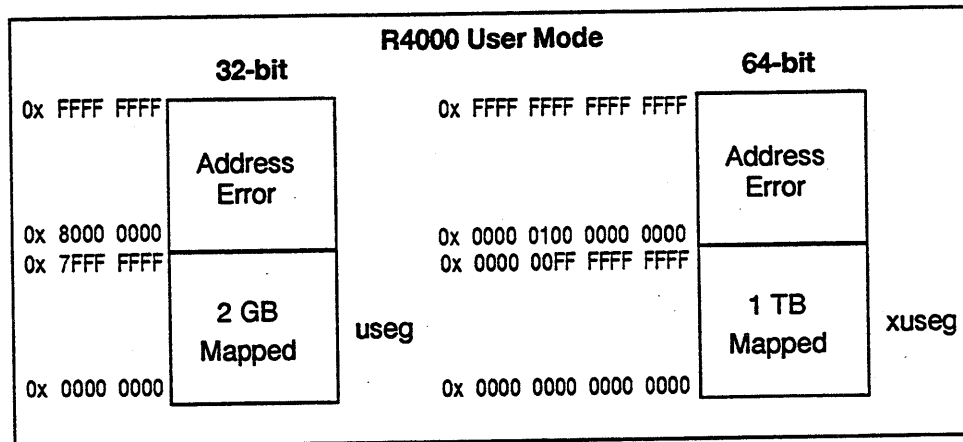 R4000 User Mode
32-bit
0x FFFF FFFF
Address
Error
0x 8000 0000
0x 7FFF FFFF
2 GB
Mapped
useg
0x 0000 0000
64-bit
0x FFFF FFFF FFFF FFFF
Address
Error
0x 0000 0100 0000 0000
0x 0000 00FF FFFF FFFF
1 TB
Mapped
xuseg
0x 0000 0000 0000 0000